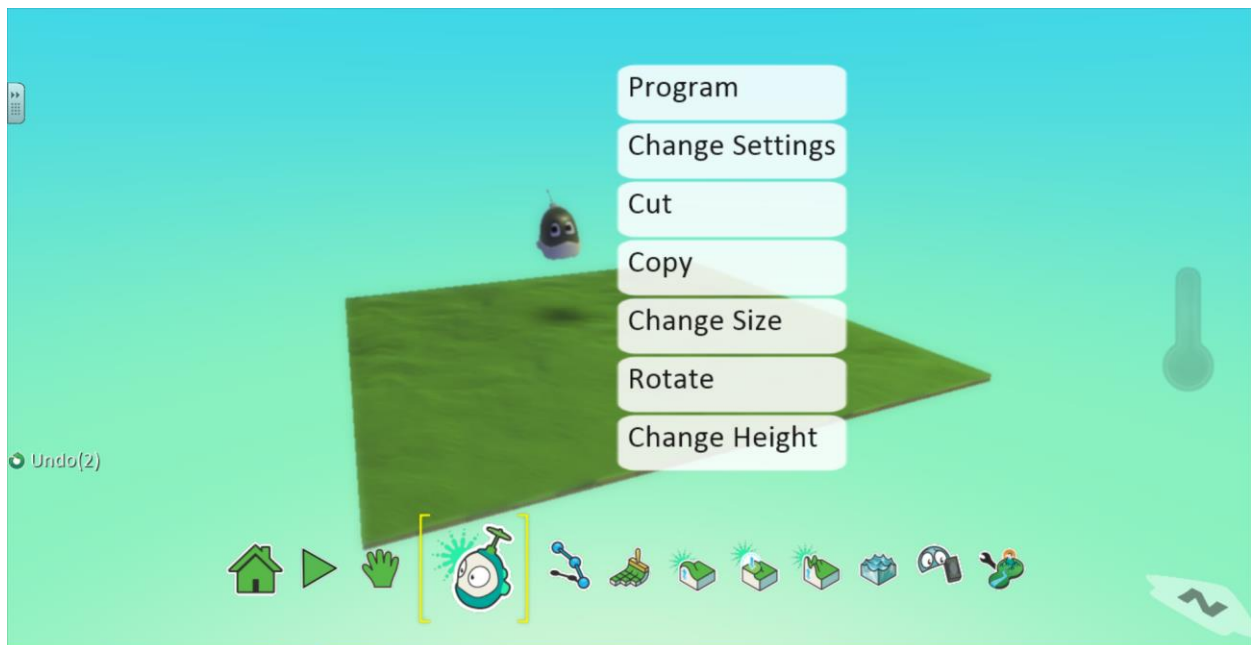 Program
Change Settings
Cut
Copy
Change Size
Rotate
Change Height
Undo(2)